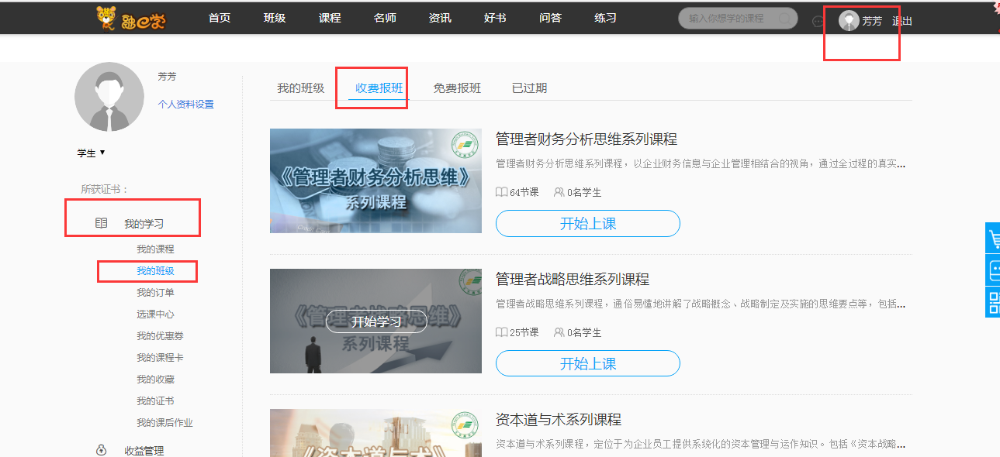 融e学
首页 班级 课程 名师 资讯 好书 问答 练习
输入你想学的课程
芳芳 退出
芳芳
个人资料设置
学生 ▼
所获证书：
我的学习
我的课程
我的班级
我的订单
选课中心
我的优惠券
我的课程卡
我的收藏
我的证书
我的课后作业
收益管理
我的班级 收费报班 免费报班 已过期
《管理者财务分析思维》
系列课程
管理者财务分析思维系列课程
管理者财务分析思维系列课程，以企业财务信息与企业管理相结合的视角，通过全过程的真实...
64节课 0名学生
开始上课
《管理者战略思维》
系列课程
开始学习
管理者战略思维系列课程
管理者战略思维系列课程，通俗易懂地讲解了战略概念、战略制定及实施的思维要点等，包括...
25节课 0名学生
开始上课
《资本道与术》
资本道与术系列课程
资本道与术系列课程，定位于为企业员工提供系统化的资本管理与运作知识。包括《资本战略...